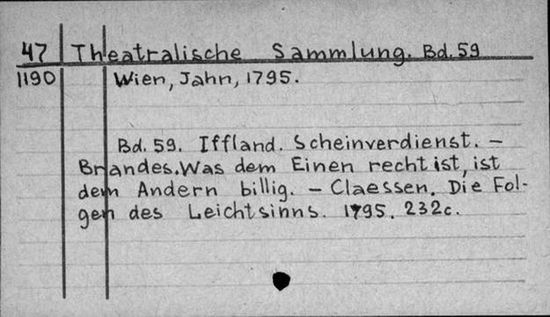 47 Theatralische Sammlung. Bd. 59
1190 Wien, Jahn, 1795.
Bd. 59. Iffland. Scheinverdienst. –
Brandes. Was dem Einen recht ist, ist
dem Andern billig. – Claessen. Die Fol-
gen des Leichtsinns. 1795. 232c.